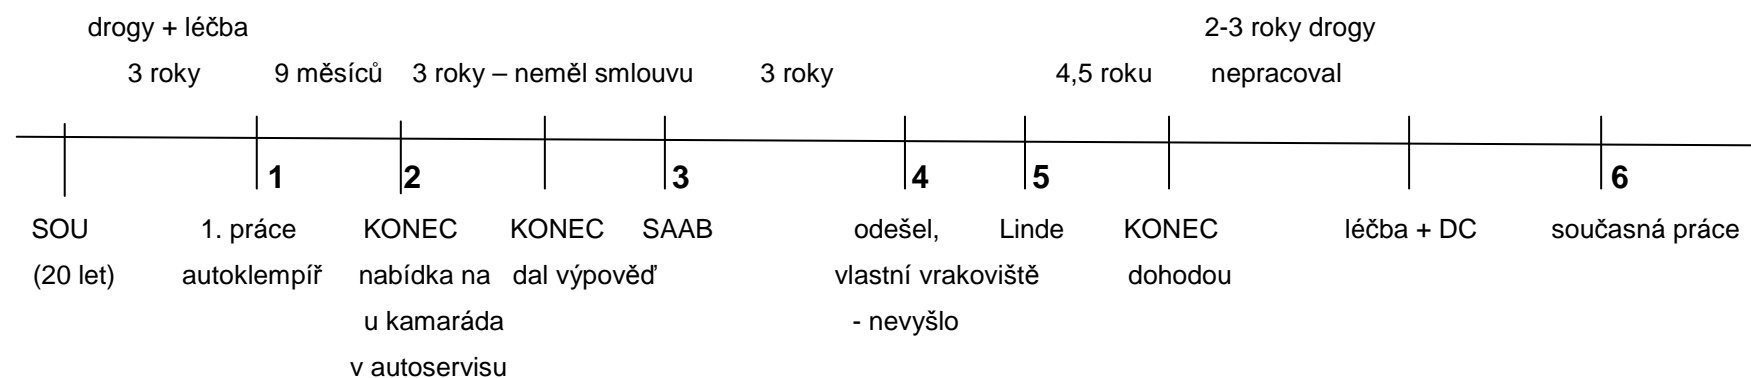 drogy + léčba
2-3 roky drogy
3 roky
9 měsíců
3 roky – neměl smlouvu
3 roky
4,5 roku
nepracoval
1
2
3
4
5
6
SOU
1. práce
KONEC
KONEC
SAAB
odešel,
Linde
KONEC
léčba + DC
současná práce
(20 let)
autoklempíř
nabídka na
dal výpověď
vlastní vrakoviště
dohodou
u kamaráda
- nevyšlo
v autoservisu